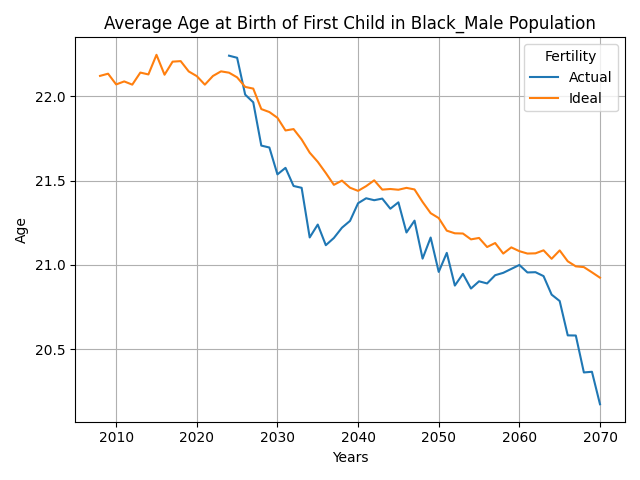 Average Age at Birth of First Child in Black_Male Population
Fertility
Actual
Ideal
Age
22.0
21.5
21.0
20.5
2010 2020 2030 2040 2050 2060 2070
Years